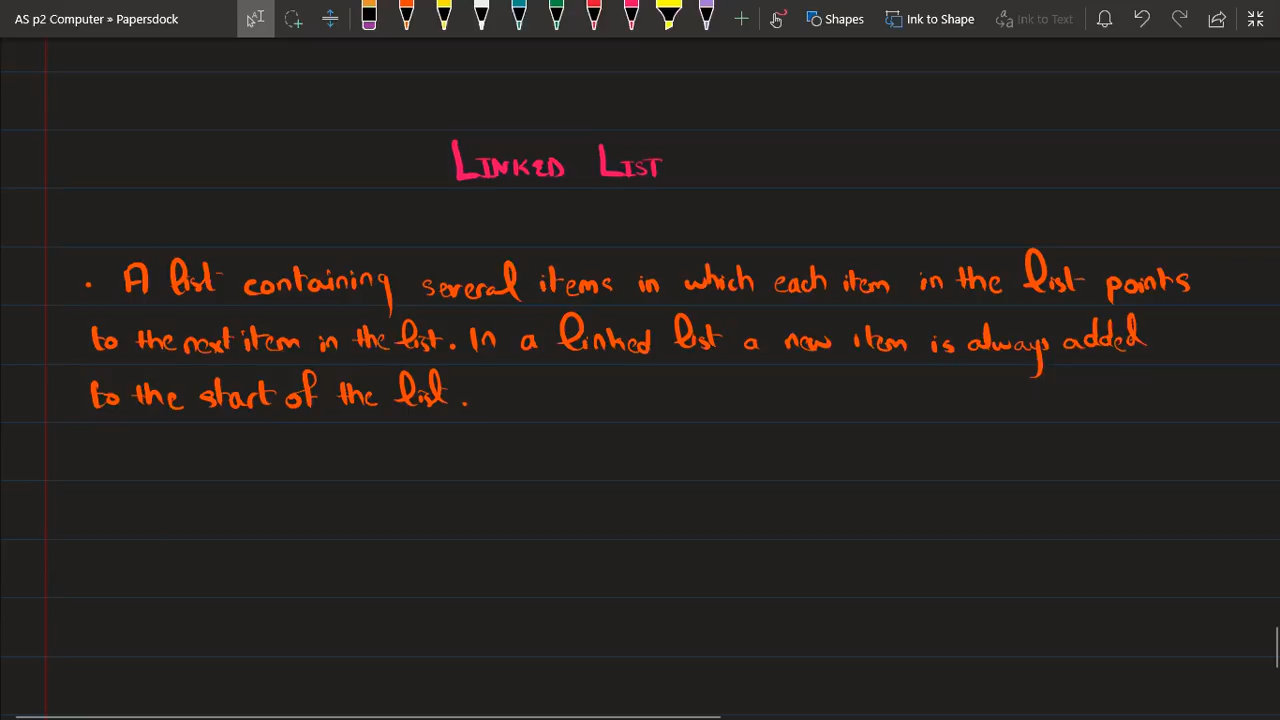 AS p2 Computer » Papersdock
Shapes
Ink to Shape
Ink to Text
LINKED LIST
· A list containing several items in which each item in the list points
to the next item in the list. In a linked list a new item is always added
to the start of the list.